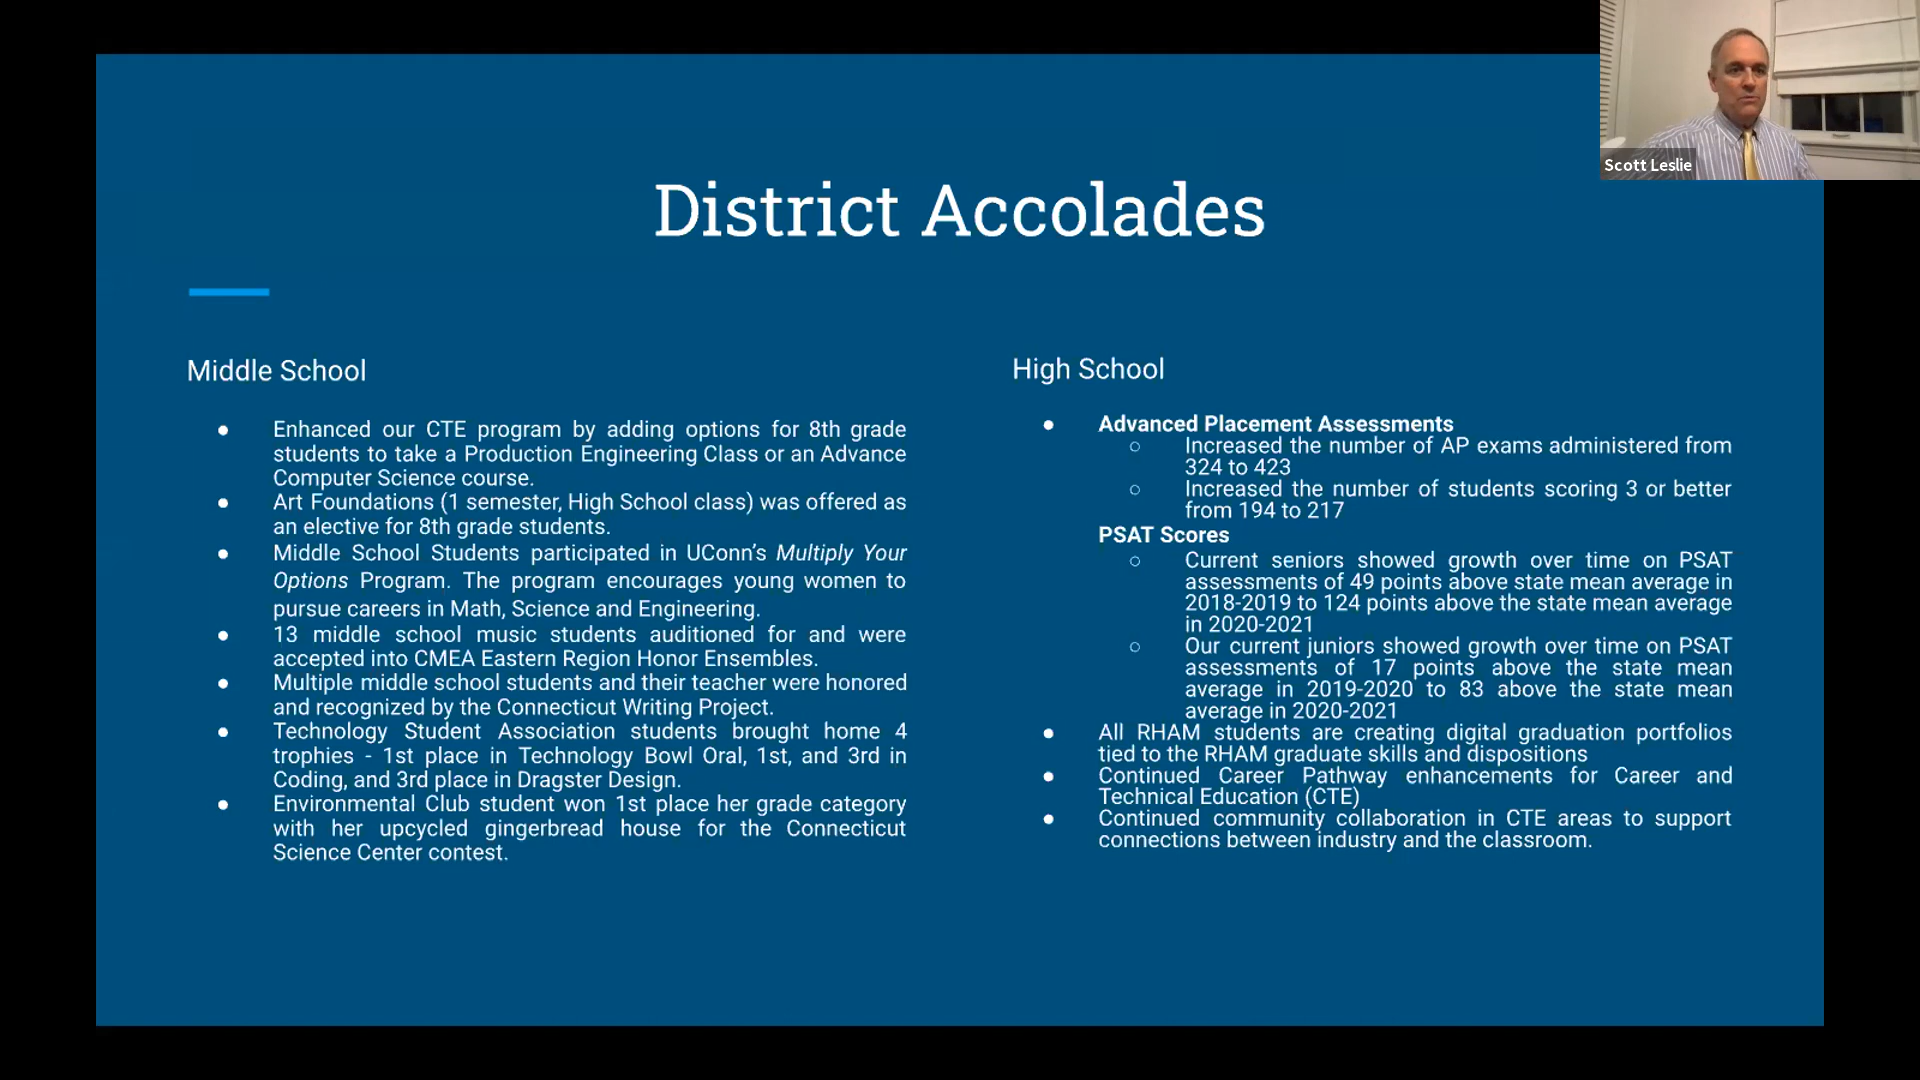 Scott Leslie
District Accolades
Middle School
● Enhanced our CTE program by adding options for 8th grade
students to take a Production Engineering Class or an Advance
Computer Science course.
● Art Foundations (1 semester, High School class) was offered as
an elective for 8th grade students.
● Middle School Students participated in UConn's Multiply Your
Options Program. The program encourages young women to
pursue careers in Math, Science and Engineering.
● 13 middle school music students auditioned for and were
accepted into CMEA Eastern Region Honor Ensembles.
● Multiple middle school students and their teacher were honored
and recognized by the Connecticut Writing Project.
● Technology Student Association students brought home 4
trophies - 1st place in Technology Bowl Oral, 1st, and 3rd in
Coding, and 3rd place in Dragster Design.
● Environmental Club student won 1st place her grade category
with her upcycled gingerbread house for the Connecticut
Science Center contest.
High School
● Advanced Placement Assessments
○ Increased the number of AP exams administered from
324 to 423
○ Increased the number of students scoring 3 or better
from 194 to 217
PSAT Scores
○ Current seniors showed growth over time on PSAT
assessments of 49 points above state mean average in
2018-2019 to 124 points above the state mean average
in 2020-2021
○ Our current juniors showed growth over time on PSAT
assessments of 17 points above the state mean
average in 2019-2020 to 83 above the state mean
average in 2020-2021
● All RHAM students are creating digital graduation portfolios
tied to the RHAM graduate skills and dispositions
● Continued Career Pathway enhancements for Career and
Technical Education (CTE)
● Continued community collaboration in CTE areas to support
connections between industry and the classroom.